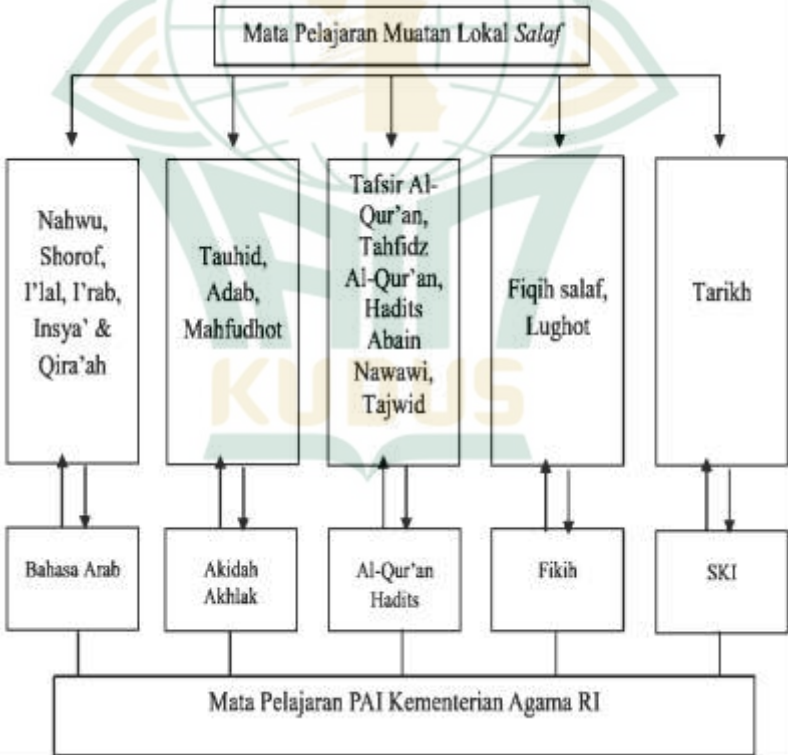 Mata Pelajaran Muatan Lokal Salaf
Nahwu,
Shorof,
I'lal, I'rab,
Insya' &
Qira'ah
Tauhid,
Adab,
Mahfudhot
Tafsir Al-
Qur'an,
Tahfidz
Al-Qur'an,
Hadits
Abain
Nawawi,
Tajwid
Fiqih salaf,
Lughot
Tarikh
Bahasa Arab
Akidah
Akhlak
Al-Qur'an
Hadits
Fikih
SKI
Mata Pelajaran PAI Kementerian Agama RI
KUDUS